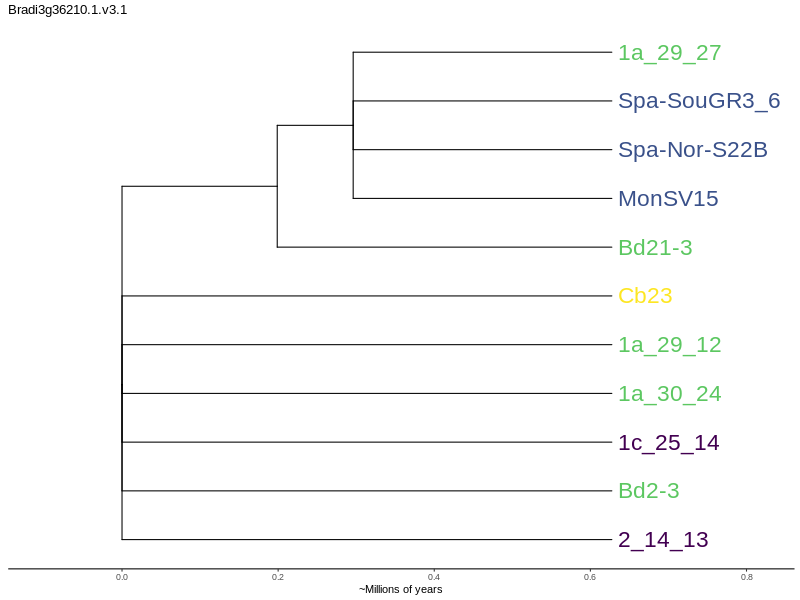 Bradi3g36210.1.v3.1
1a_29_27
Spa-SouGR3_6
Spa-Nor-S22B
MonSV15
Bd21-3
Cb23
1a_29_12
1a_30_24
1c_25_14
Bd2-3
2_14_13
0.0 0.2 0.4 0.6 0.8
~Millions of years